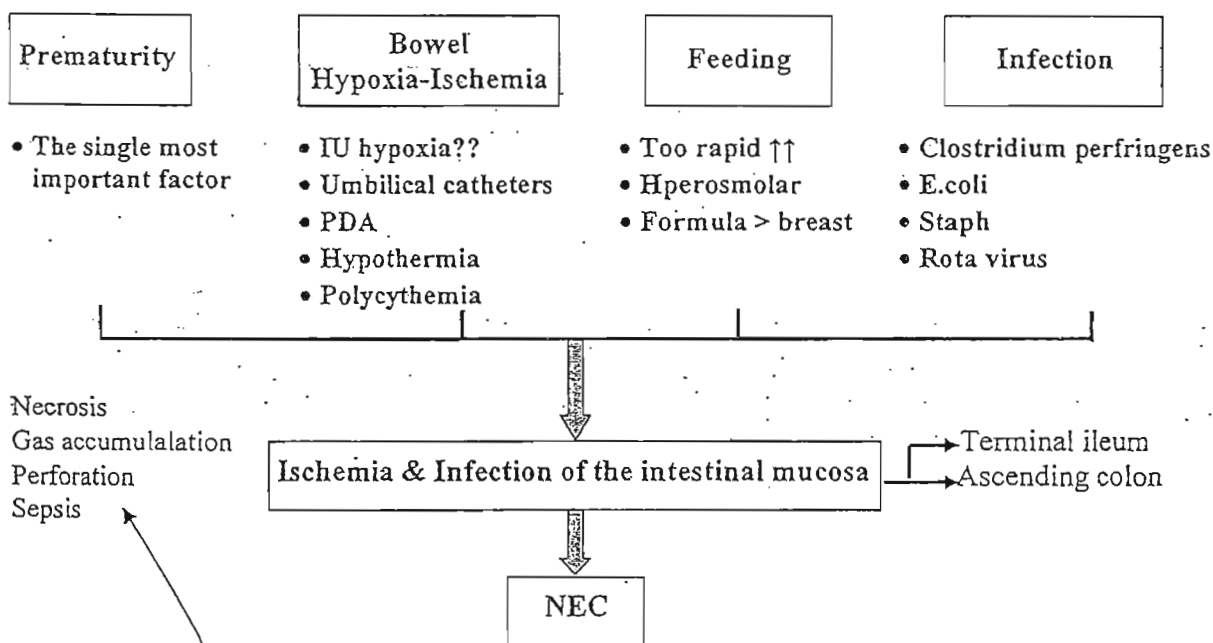 Prematurity
• The single most
important factor
Bowel
Hypoxia-Ischemia
• IU hypoxia??
• Umbilical catheters
• PDA
• Hypothermia
• Polycythemia
Feeding
• Too rapid ↑↑
• Hperosmolar
• Formula > breast
Infection
• Clostridium perfringens
• E.coli
• Staph
• Rota virus
Necrosis
Gas accumulalation
Perforation
Sepsis
Ischemia & Infection of the intestinal mucosa
Terminal ileum
Ascending colon
NEC